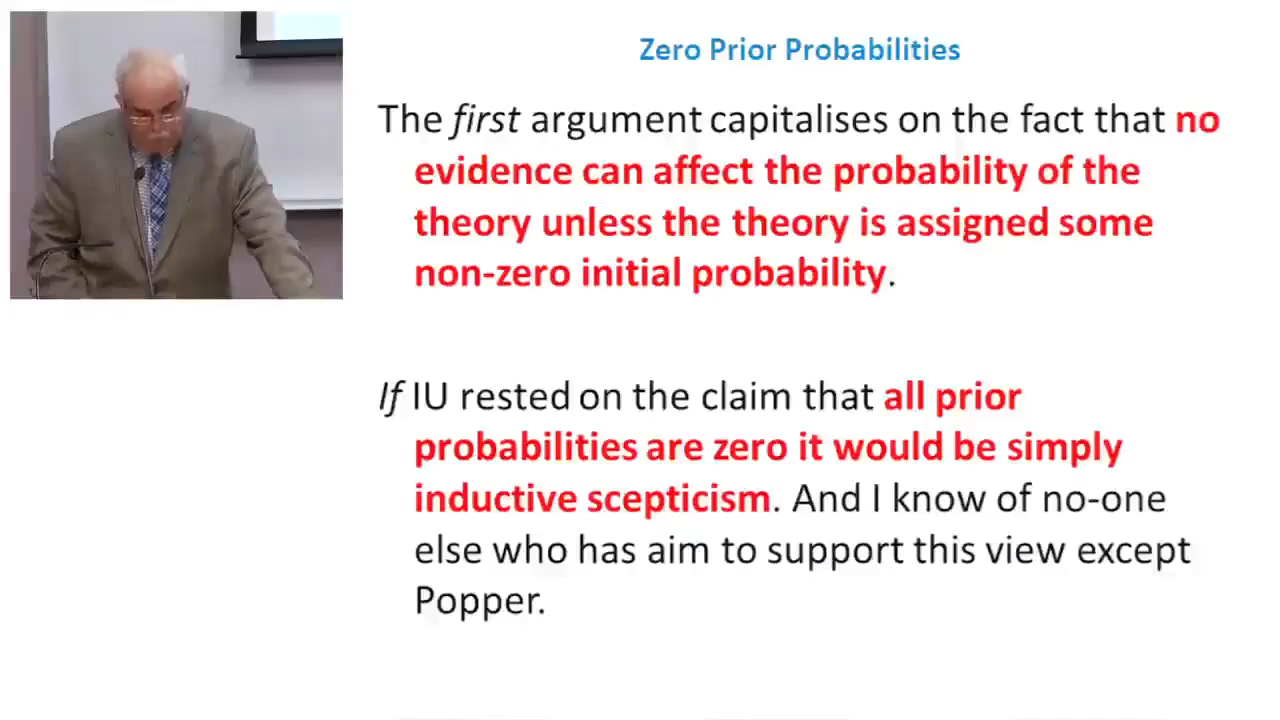 Zero Prior Probabilities
The first argument capitalises on the fact that no
evidence can affect the probability of the
theory unless the theory is assigned some
non-zero initial probability.
If IU rested on the claim that all prior
probabilities are zero it would be simply
inductive scepticism. And I know of no-one
else who has aim to support this view except
Popper.